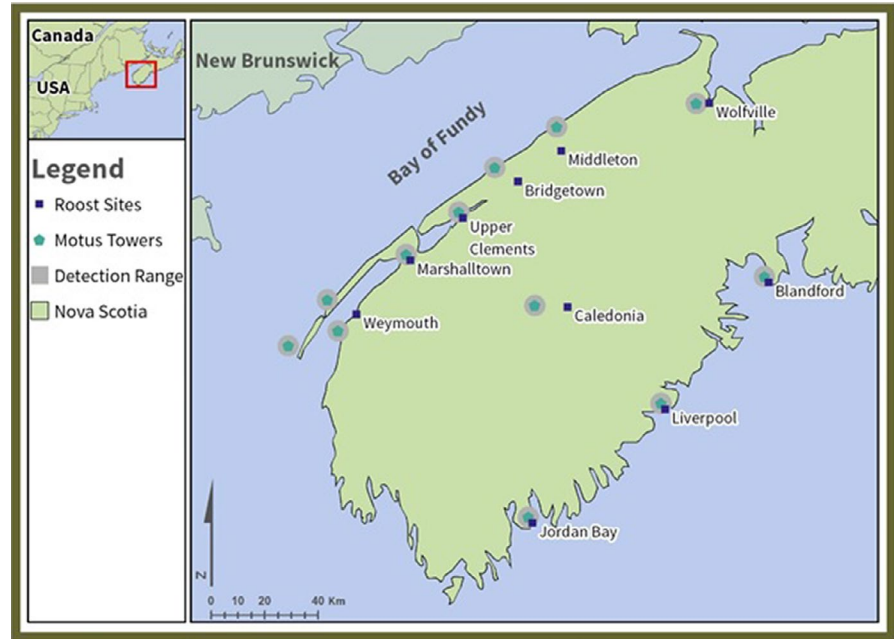 Canada
USA
Legend
Roost Sites
Motus Towers
Detection Range
Nova Scotia
New Brunswick
Bay of Fundy
Wolfville
Middleton
Bridgetown
Upper
Clements
Marshalltown
Blandford
Caledonia
Weymouth
Liverpool
Jordan Bay
N
0 10 20 40 Km